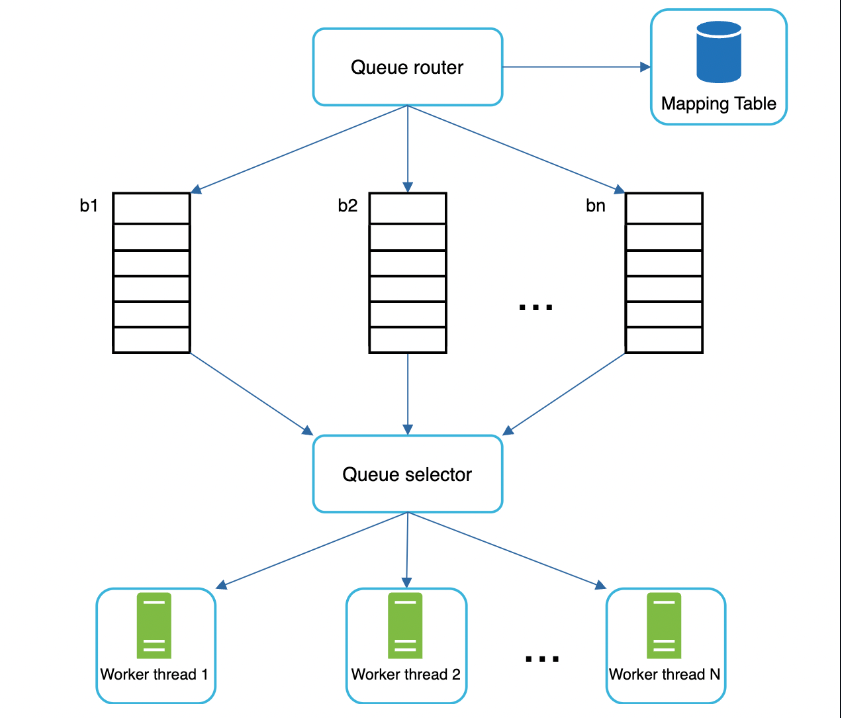 Queue router
Mapping Table
b1
b2
bn
...
Queue selector
Worker thread 1
Worker thread 2
...
Worker thread N